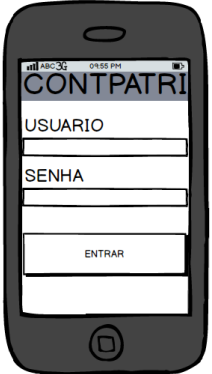 ABC 3G 09:55 PM
CONTPATRI
USUARIO
SENHA
ENTRAR